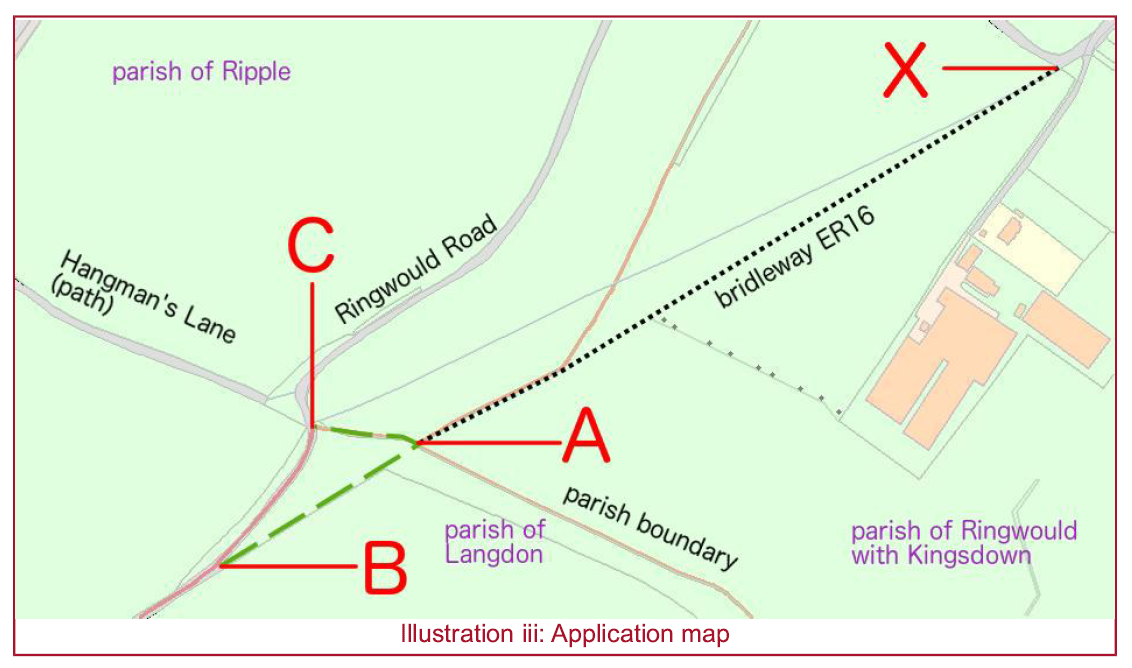 parish of Ripple
X
C
Ringwould Road
Hangman's Lane
(path)
bridleway ER16
A
parish boundary
parish of
Langdon
B
parish of Ringwould
with Kingsdown
Illustration iii: Application map